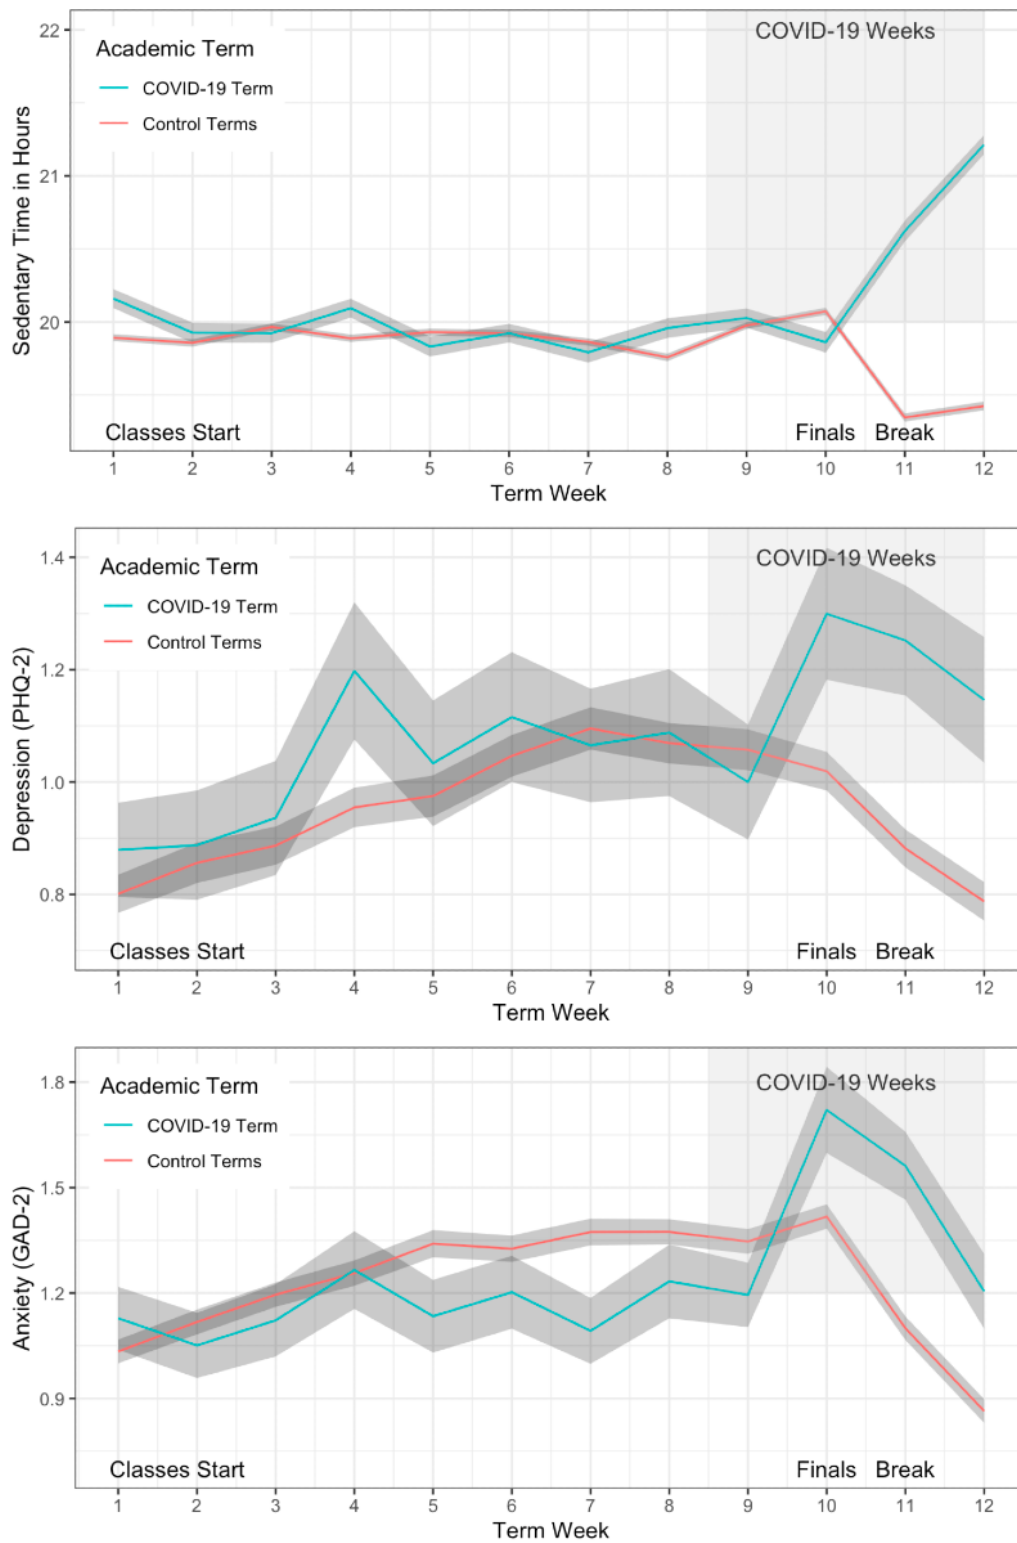 22
COVID-19 Weeks
Academic Term
COVID-19 Term
Control Terms
21
20
Sedentary Time in Hours
Classes Start
Finals
Break
1 2 3 4 5 6 7 8 9 10 11 12
Term Week
1.4
COVID-19 Weeks
Academic Term
COVID-19 Term
Control Terms
1.2
1.0
0.8
Depression (PHQ-2)
Classes Start
Finals
Break
1 2 3 4 5 6 7 8 9 10 11 12
Term Week
1.8
COVID-19 Weeks
Academic Term
COVID-19 Term
Control Terms
1.5
1.2
0.9
Anxiety (GAD-2)
Classes Start
Finals
Break
1 2 3 4 5 6 7 8 9 10 11 12
Term Week